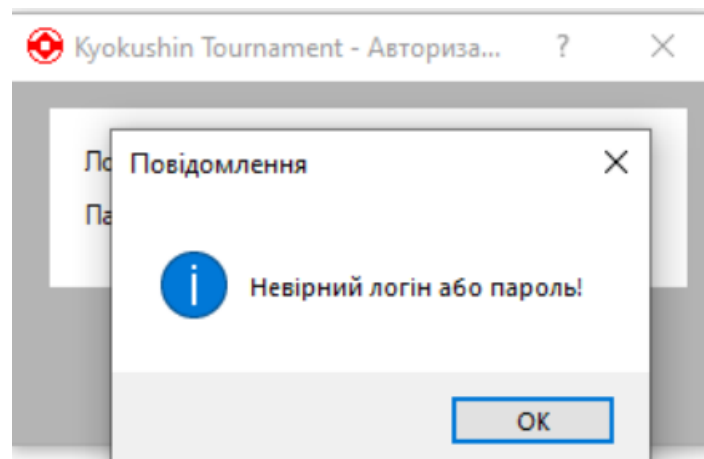 Kyokushin Tournament - Авториза...
Повідомлення
Невірний логін або пароль!
OK